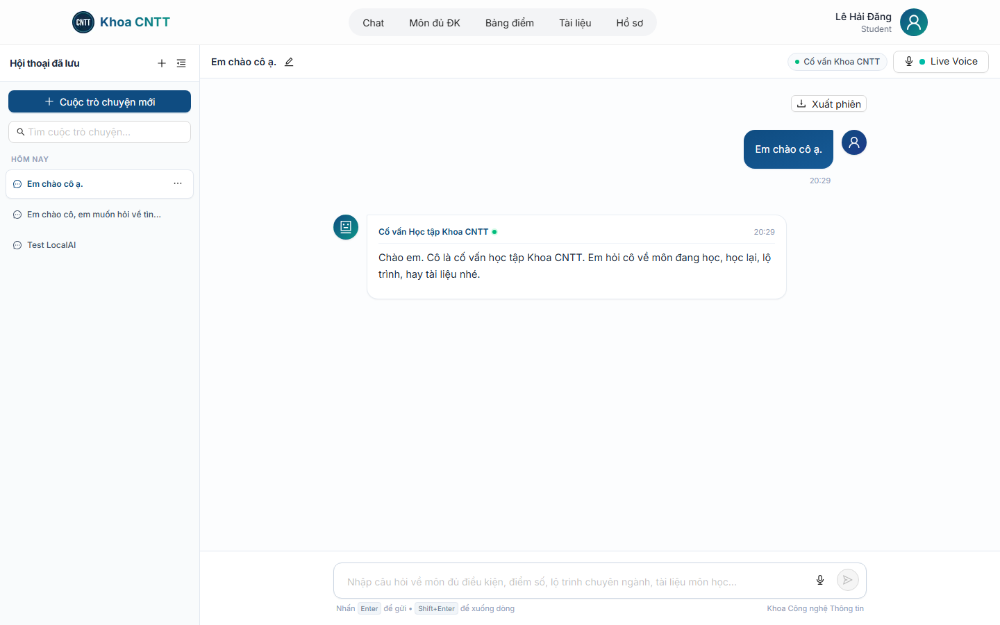 CNTT
Khoa CNTT
Chat
Môn đủ ĐK
Bảng điểm
Tài liệu
Hồ sơ
Lê Hải Đăng
Student
Hội thoại đã lưu
Cuộc trò chuyện mới
Tìm cuộc trò chuyện...
HÔM NAY
Em chào cô ạ.
Em chào cô, em muốn hỏi về tìn...
Test LocalAI
Em chào cô ạ.
Cố vấn Khoa CNTT
Live Voice
Xuất phiên
Em chào cô ạ.
20:29
Cố vấn Học tập Khoa CNTT
20:29
Chào em. Cô là cố vấn học tập Khoa CNTT. Em hỏi cô về môn đang học, học lại, lộ
trình, hay tài liệu nhé.
Nhập câu hỏi về môn đủ điều kiện, điểm số, lộ trình chuyên ngành, tài liệu môn học...
Nhấn Enter để gửi • Shift+Enter để xuống dòng
Khoa Công nghệ Thông tin